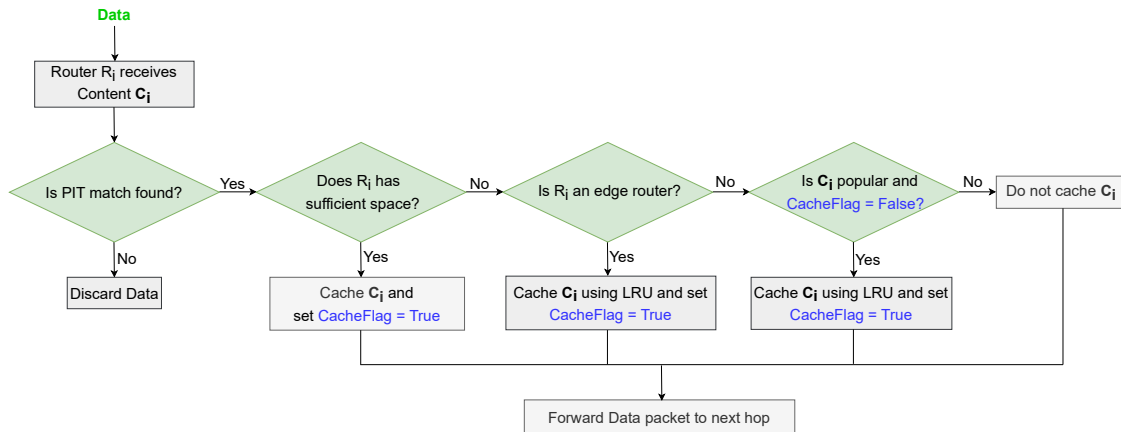 Data
Router Ri receives
Content Ci
Is PIT match found?
Yes
No
Discard Data
Does Ri has
sufficient space?
No
Yes
Cache Ci and
set CacheFlag = True
Is Ri an edge router?
No
Yes
Cache Ci using LRU and set
CacheFlag = True
Is Ci popular and
CacheFlag = False?
No
Yes
Cache Ci using LRU and set
CacheFlag = True
Do not cache Ci
Forward Data packet to next hop